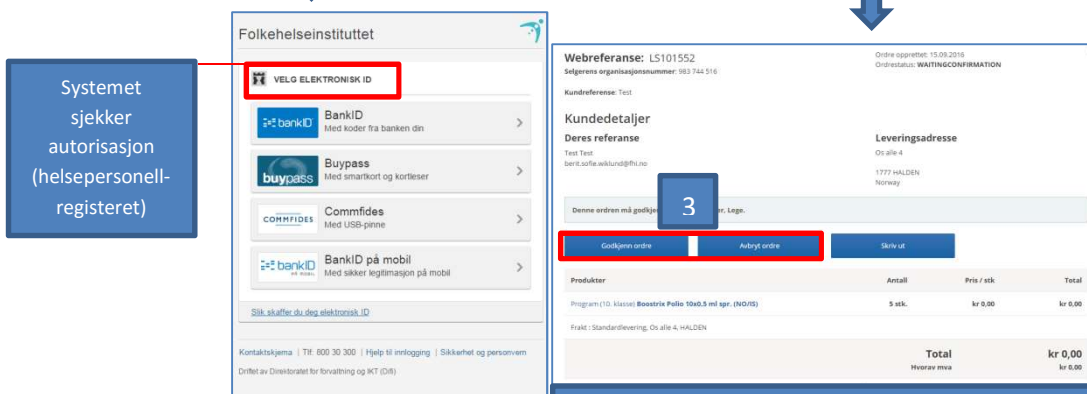 Systemet
sjekker
autorisasjon
(helsepersonell-
registeret)
Folkehelseinstituttet
VELG ELEKTRONISK ID
bankID
BankID
Med koder fra banken din
buypass
Buypass
Med smartkort og kortleser
COMMFIDES
Commfides
Med USB-pinne
bankID
PÅ MOBIL
BankID på mobil
Med sikker legitimasjon på mobil
Slik skaffer du deg elektronisk ID
Kontaktskjema | Tlf: 800 30 300 | Hjelp til innlogging | Sikkerhet og personvern
Driftet av Direktoratet for forvaltning og IKT (Difi)
Webreferanse: LS101552
Ordre opprettet: 15.09.2016
Selgerens organisasjonsnummer: 983 744 516
Ordrestatus: WAITINGCONFIRMATION
Kundreferense: Test
Kundedetaljer
Deres referanse
Leveringsadresse
Test Test
Os alle 4
berit.sofie.wiklund@fhi.no
1777 HALDEN
Norway
3
Denne ordren må godkje er, Lege.
Godkjenn ordre
Avbryt ordre
Skriv ut
Produkter Antall Pris / stk Total
Program (10. klasse) Boostrix Polio 10x0,5 ml spr. (NO/IS) 5 stk. kr 0,00 kr 0,00
Frakt : Standardlevering, Os alle 4, HALDEN
Total kr 0,00
Hvorav mva kr 0,00